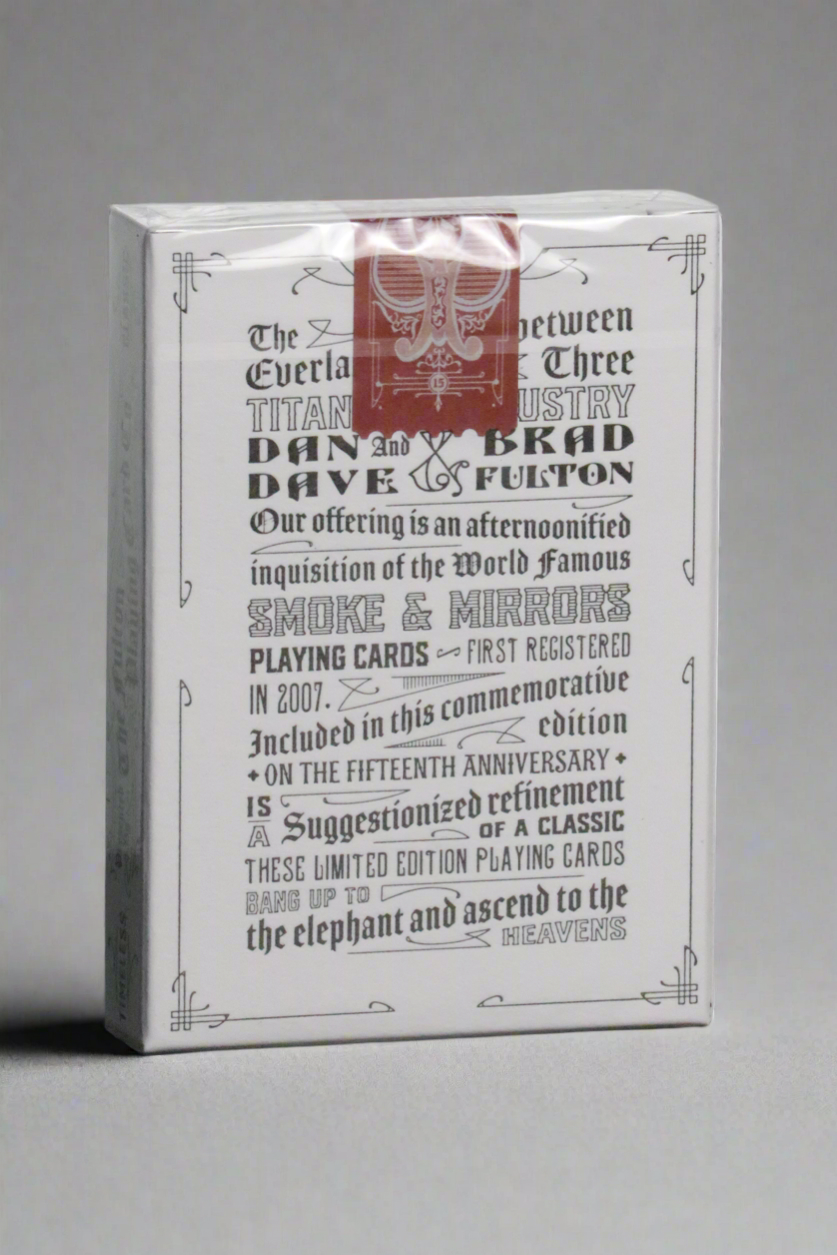 The between
Everla Three
TITAN USTRY
DAN And BRAD
DAVE & FULTON
15
Our offering is an afternoonified
inquisition of the World Famous
SMOKE & MIRRORS
PLAYING CARDS ~ FIRST REGISTERED
IN 2007.
Included in this commemorative
edition
ON THE FIFTEENTH ANNIVERSARY
IS
A Suggestionized refinement
OF A CLASSIC
THESE LIMITED EDITION PLAYING CARDS
BANG UP TO
the elephant and ascend to the
HEAVENS
TIMELESS